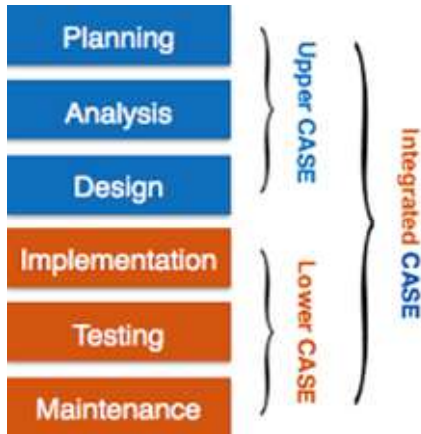 Planning
Analysis
Design
Implementation
Testing
Maintenance
Upper CASE
Lower CASE
Integrated CASE